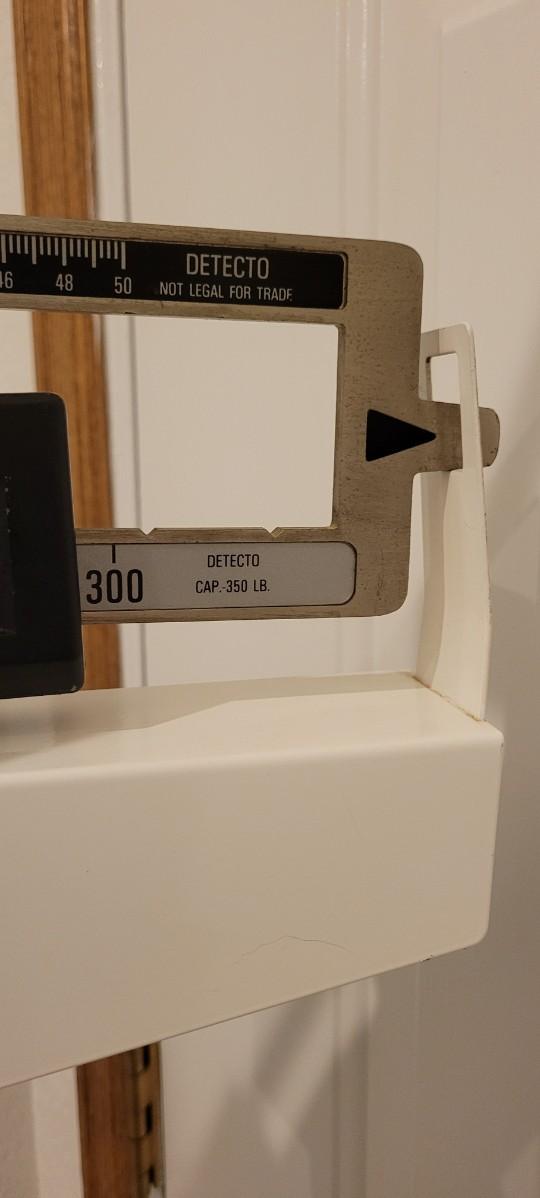 DETECTO
NOT LEGAL FOR TRADE
46 48 50
300
DETECTO
CAP.-350 LB.